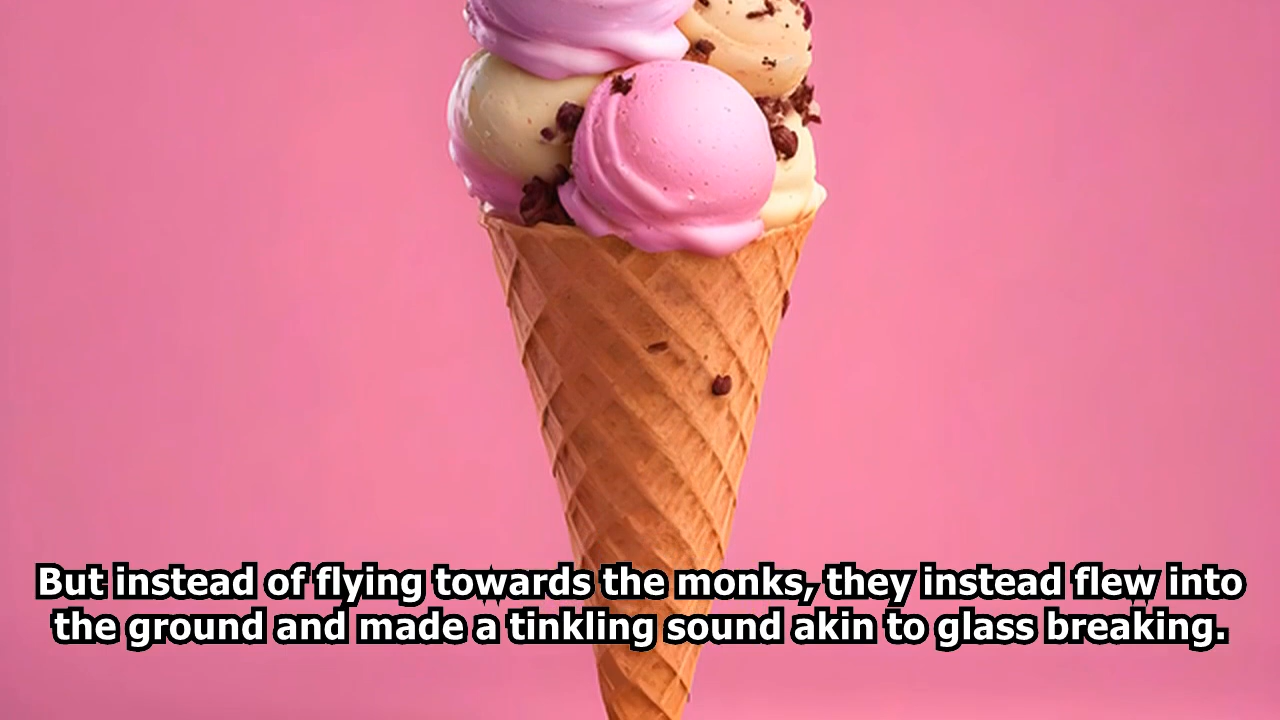 But instead of flying towards the monks, they instead flew into
the ground and made a tinkling sound akin to glass breaking.